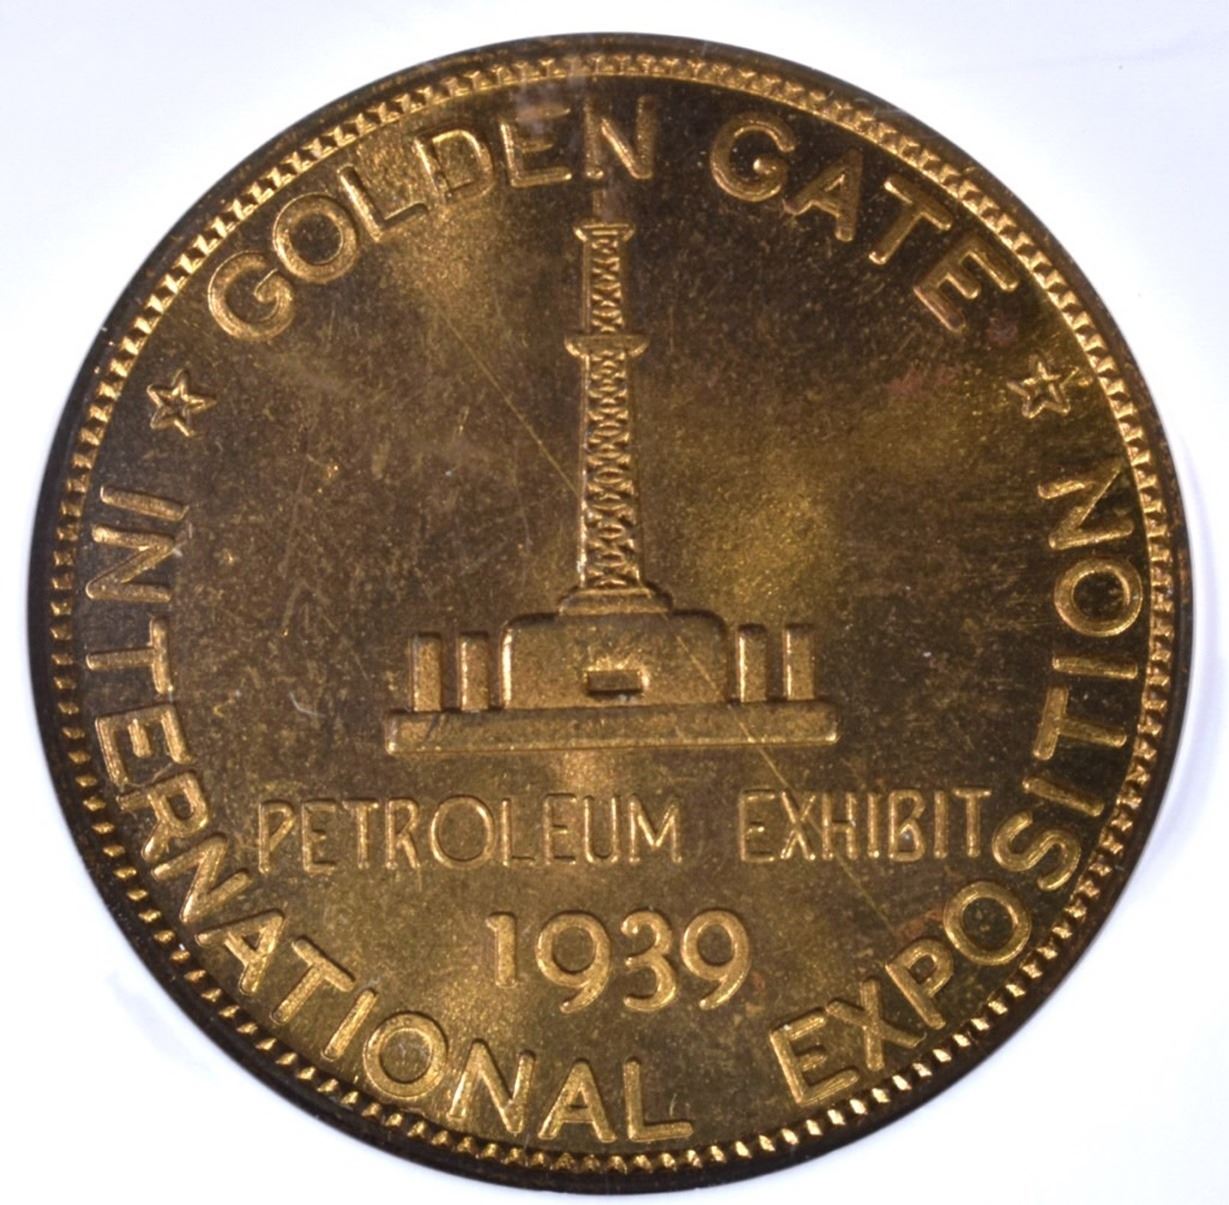 GOLDEN GATE
INTERNATIONAL EXPOSITION
PETROLEUM EXHIBIT
1939